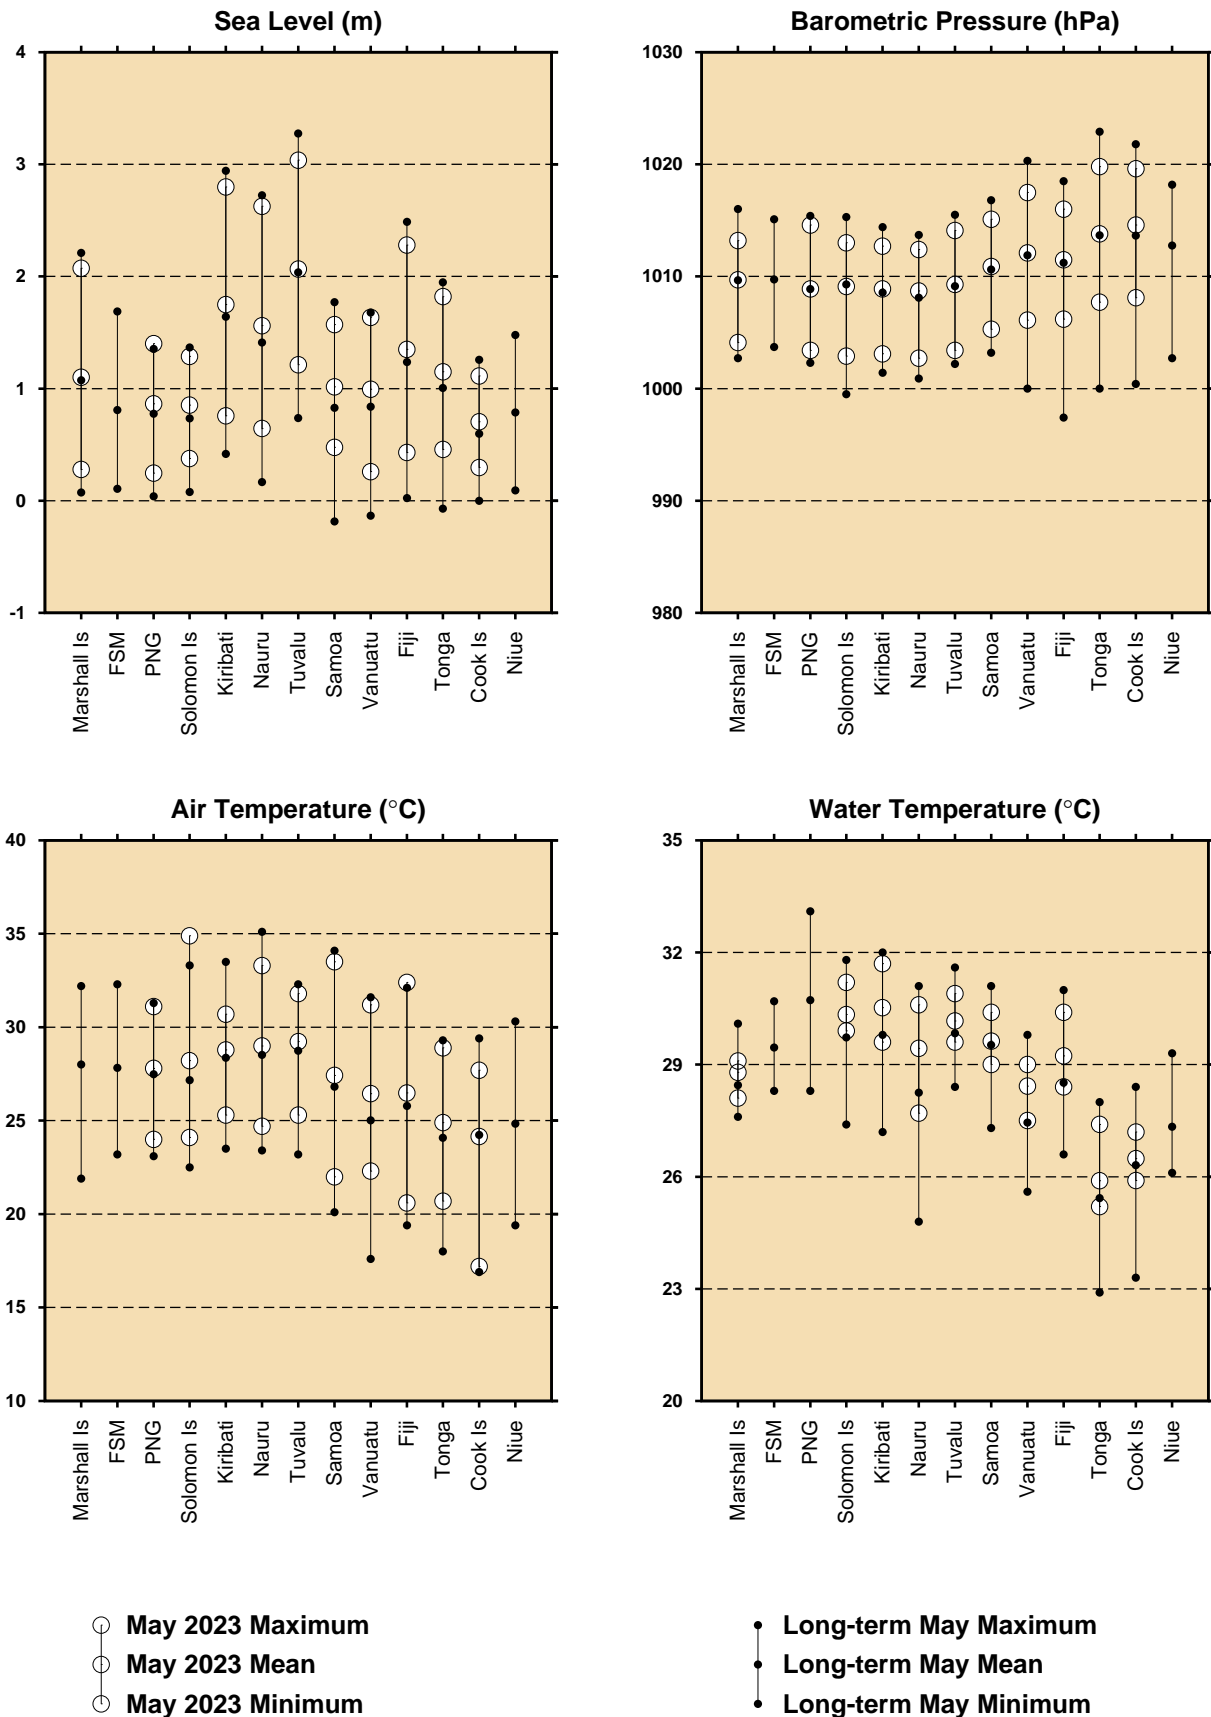 Sea Level (m)
4
3
2
1
0
-1
Marshall Is
FSM
PNG
Solomon Is
Kiribati
Nauru
Tuvalu
Samoa
Vanuatu
Fiji
Tonga
Cook Is
Niue
Barometric Pressure (hPa)
1030
1020
1010
1000
990
980
Marshall Is
FSM
PNG
Solomon Is
Kiribati
Nauru
Tuvalu
Samoa
Vanuatu
Fiji
Tonga
Cook Is
Niue
Air Temperature (°C)
40
35
30
25
20
15
10
Marshall Is
FSM
PNG
Solomon Is
Kiribati
Nauru
Tuvalu
Samoa
Vanuatu
Fiji
Tonga
Cook Is
Niue
Water Temperature (°C)
35
32
29
26
23
20
Marshall Is
FSM
PNG
Solomon Is
Kiribati
Nauru
Tuvalu
Samoa
Vanuatu
Fiji
Tonga
Cook Is
Niue
May 2023 Maximum
May 2023 Mean
May 2023 Minimum
Long-term May Maximum
Long-term May Mean
Long-term May Minimum